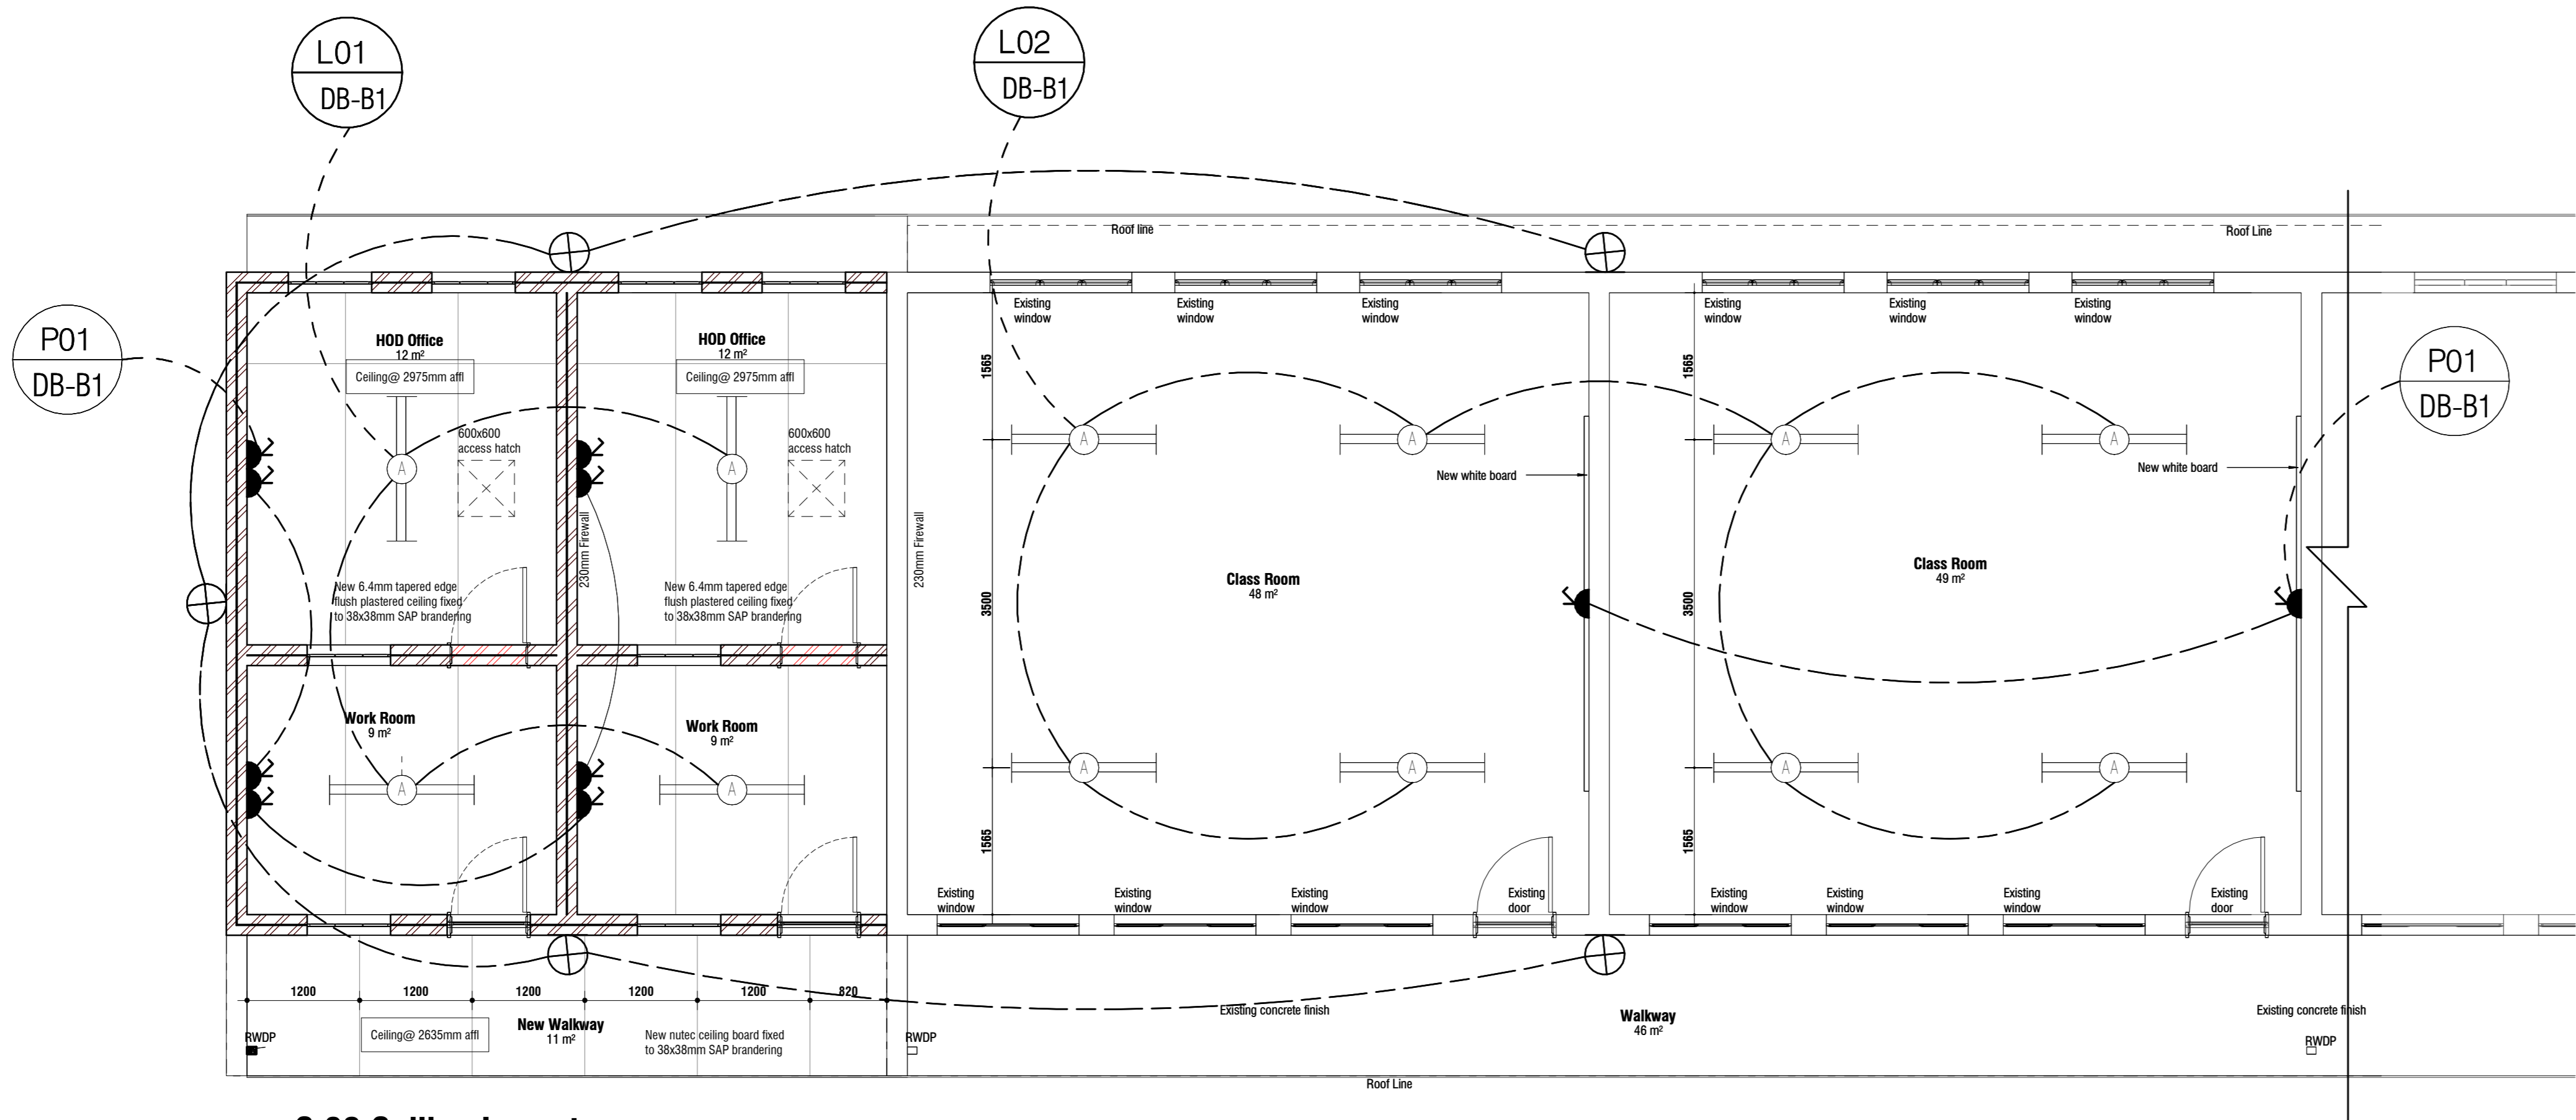 L01
DB-B1
L02
DB-B1
Roof line
Roof Line
P01
DB-B1
HOD Office
12 m²
Ceiling@ 2975mm affl
600x600
access hatch
New 6.4mm tapered edge
flush plastered ceiling fixed
to 38x38mm SAP brandering
A
HOD Office
12 m²
Ceiling@ 2975mm affl
600x600
access hatch
230mm Firewall
New 6.4mm tapered edge
flush plastered ceiling fixed
to 38x38mm SAP brandering
A
230mm Firewall
Existing
window
Existing
window
Existing
window
1565
A
A
New white board
3500
Class Room
48 m²
A
A
1565
Existing
window
Existing
window
Existing
window
Existing
door
Existing
window
Existing
window
Existing
window
1565
P01
DB-B1
A
A
New white board
3500
Class Room
49 m²
A
A
1565
Existing
window
Existing
window
Existing
window
Existing
door
Work Room
9 m²
A
Work Room
9 m²
A
1200
1200
1200
1200
1200
820
RWDP
Ceiling@ 2635mm affl
New Walkway
11 m²
New nutec ceiling board fixed
to 38x38mm SAP brandering
RWDP
Existing concrete finish
Walkway
46 m²
Existing concrete finish
RWDP
Roof Line